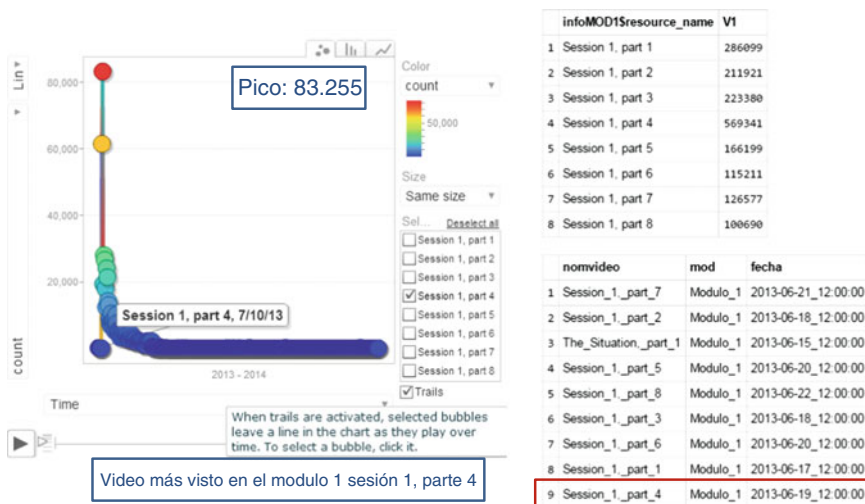 Lin
count
80,000
60,000
40,000
20,000
Pico: 83.255
Session 1, part 4, 7/10/13
2013 - 2014
Time
Color
count
50,000
Size
Same size
Sel... Deselect all
Session 1, part 1
Session 1, part 2
Session 1, part 3
Session 1, part 4
Session 1, part 5
Session 1, part 6
Session 1, part 7
Session 1, part 8
Trails
When trails are activated, selected bubbles
leave a line in the chart as they play over
time. To select a bubble, click it.
Video más visto en el modulo 1 sesión 1, parte 4
infoMOD1$resource_name V1
1 Session 1, part 1 286099
2 Session 1, part 2 211921
3 Session 1, part 3 223380
4 Session 1, part 4 569341
5 Session 1, part 5 166199
6 Session 1, part 6 115211
7 Session 1, part 7 126577
8 Session 1, part 8 100690
nomvideo mod fecha
1 Session_1,_part_7 Modulo_1 2013-06-21_12:00:00
2 Session_1,_part_2 Modulo_1 2013-06-18_12:00:00
3 The_Situation,_part_1 Modulo_1 2013-06-15_12:00:00
4 Session_1,_part_5 Modulo_1 2013-06-20_12:00:00
5 Session_1,_part_8 Modulo_1 2013-06-22_12:00:00
6 Session_1,_part_3 Modulo_1 2013-06-18_12:00:00
7 Session_1,_part_6 Modulo_1 2013-06-20_12:00:00
8 Session_1,_part_1 Modulo_1 2013-06-17_12:00:00
9 Session_1,_part_4 Modulo_1 2013-06-19_12:00:00